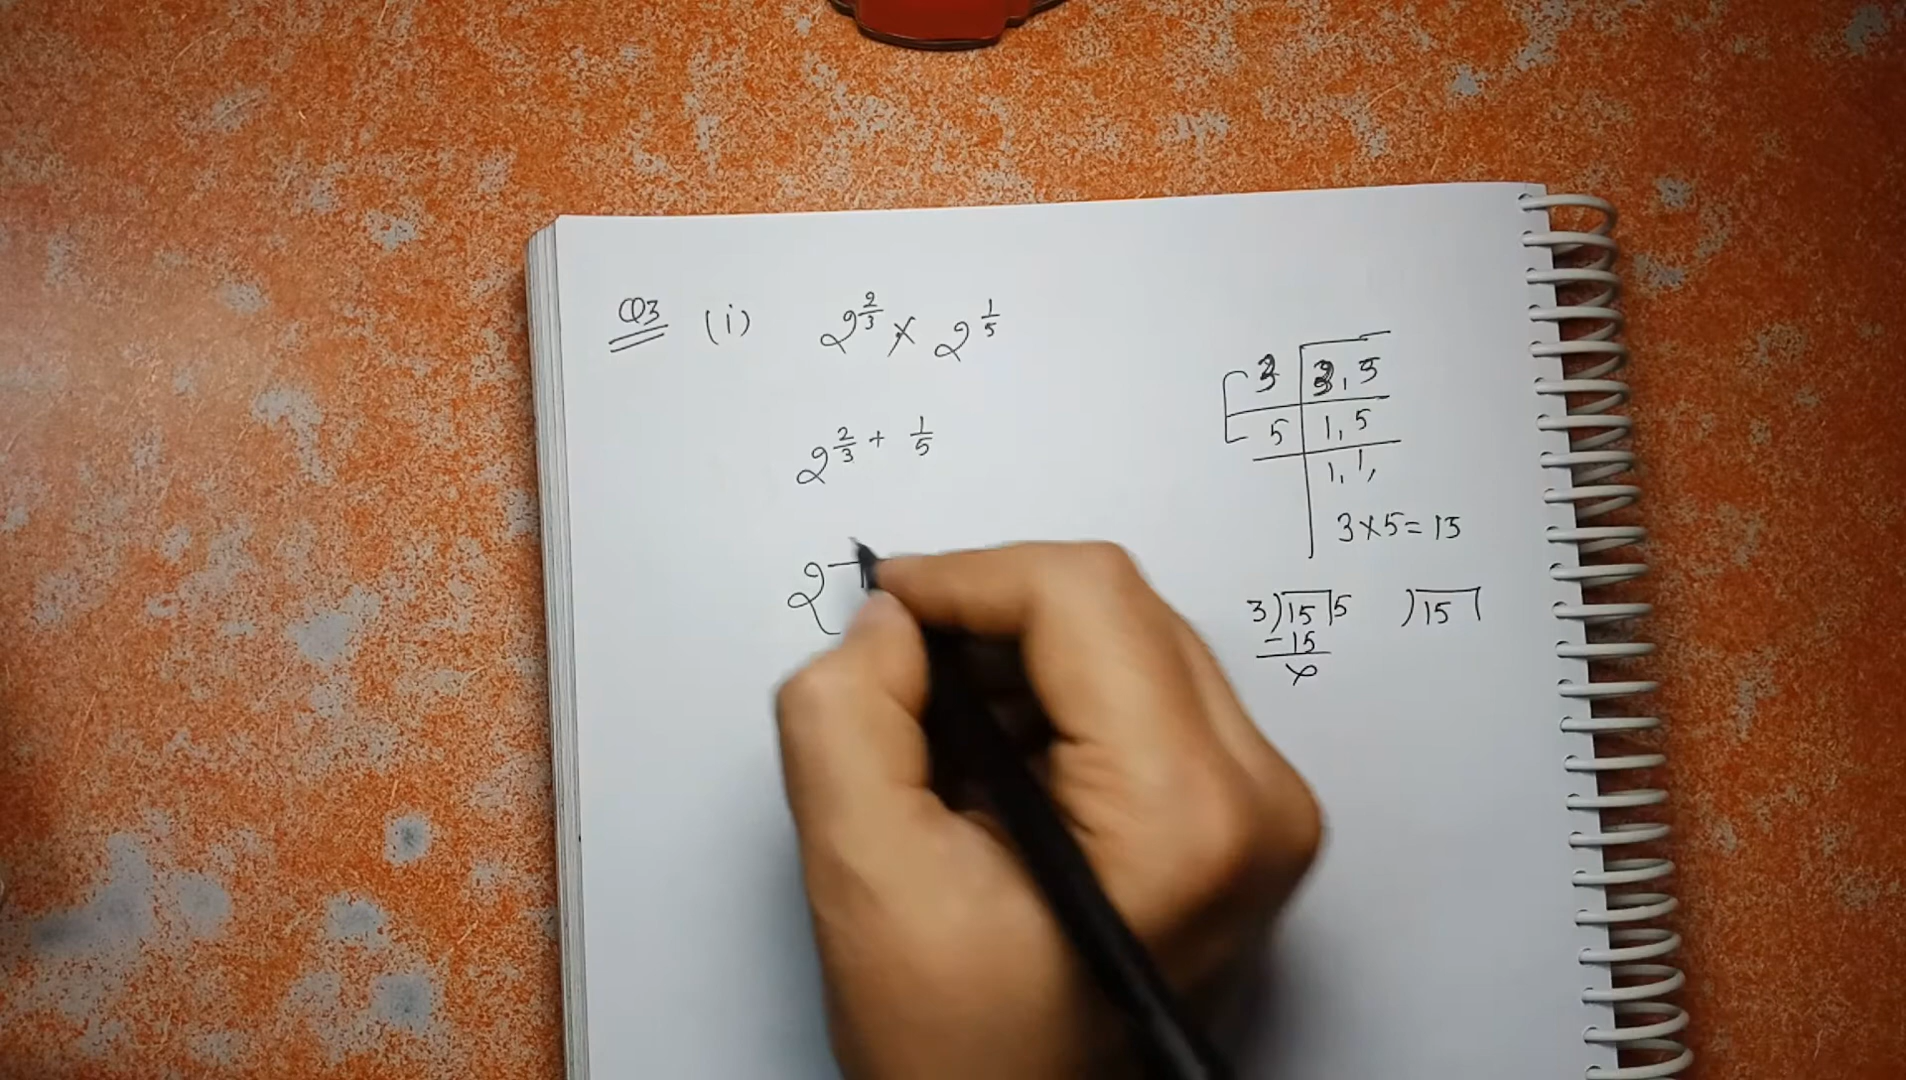 Q3 (i) 2^{2/3} × 2^{1/5}
2^{2/3 + 1/5}
2
3 | 3, 5
5 | 1, 5
1, 1,
3×5=15
3)15(5 )15(
-15
×